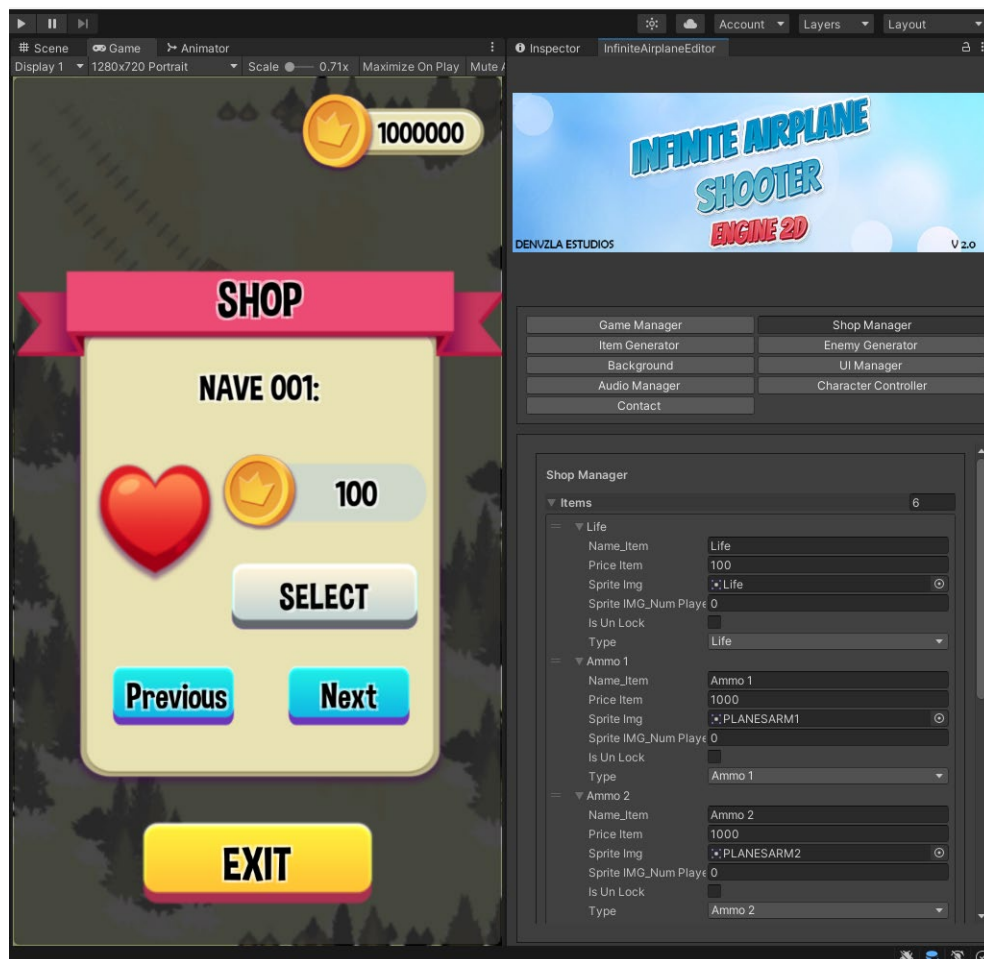 Account Layers Layout
Scene Game Animator
Inspector InfiniteAirplaneEditor
Display 1 1280x720 Portrait Scale 0.71x Maximize On Play Mute
1000000
INFINITE AIRPLANE
SHOOTER
ENGINE 2D
DENVZLA ESTUDIOS
V 2.0
SHOP
NAVE 001:
100
SELECT
Previous Next
EXIT
Game Manager Shop Manager
Item Generator Enemy Generator
Background UI Manager
Audio Manager Character Controller
Contact
Shop Manager
Items 6
Life
Name_Item Life
Price Item 100
Sprite Img Life
Sprite IMG_Num Playe 0
Is Un Lock
Type Life
Ammo 1
Name_Item Ammo 1
Price Item 1000
Sprite Img PLANESARM1
Sprite IMG_Num Playe 0
Is Un Lock
Type Ammo 1
Ammo 2
Name_Item Ammo 2
Price Item 1000
Sprite Img PLANESARM2
Sprite IMG_Num Playe 0
Is Un Lock
Type Ammo 2